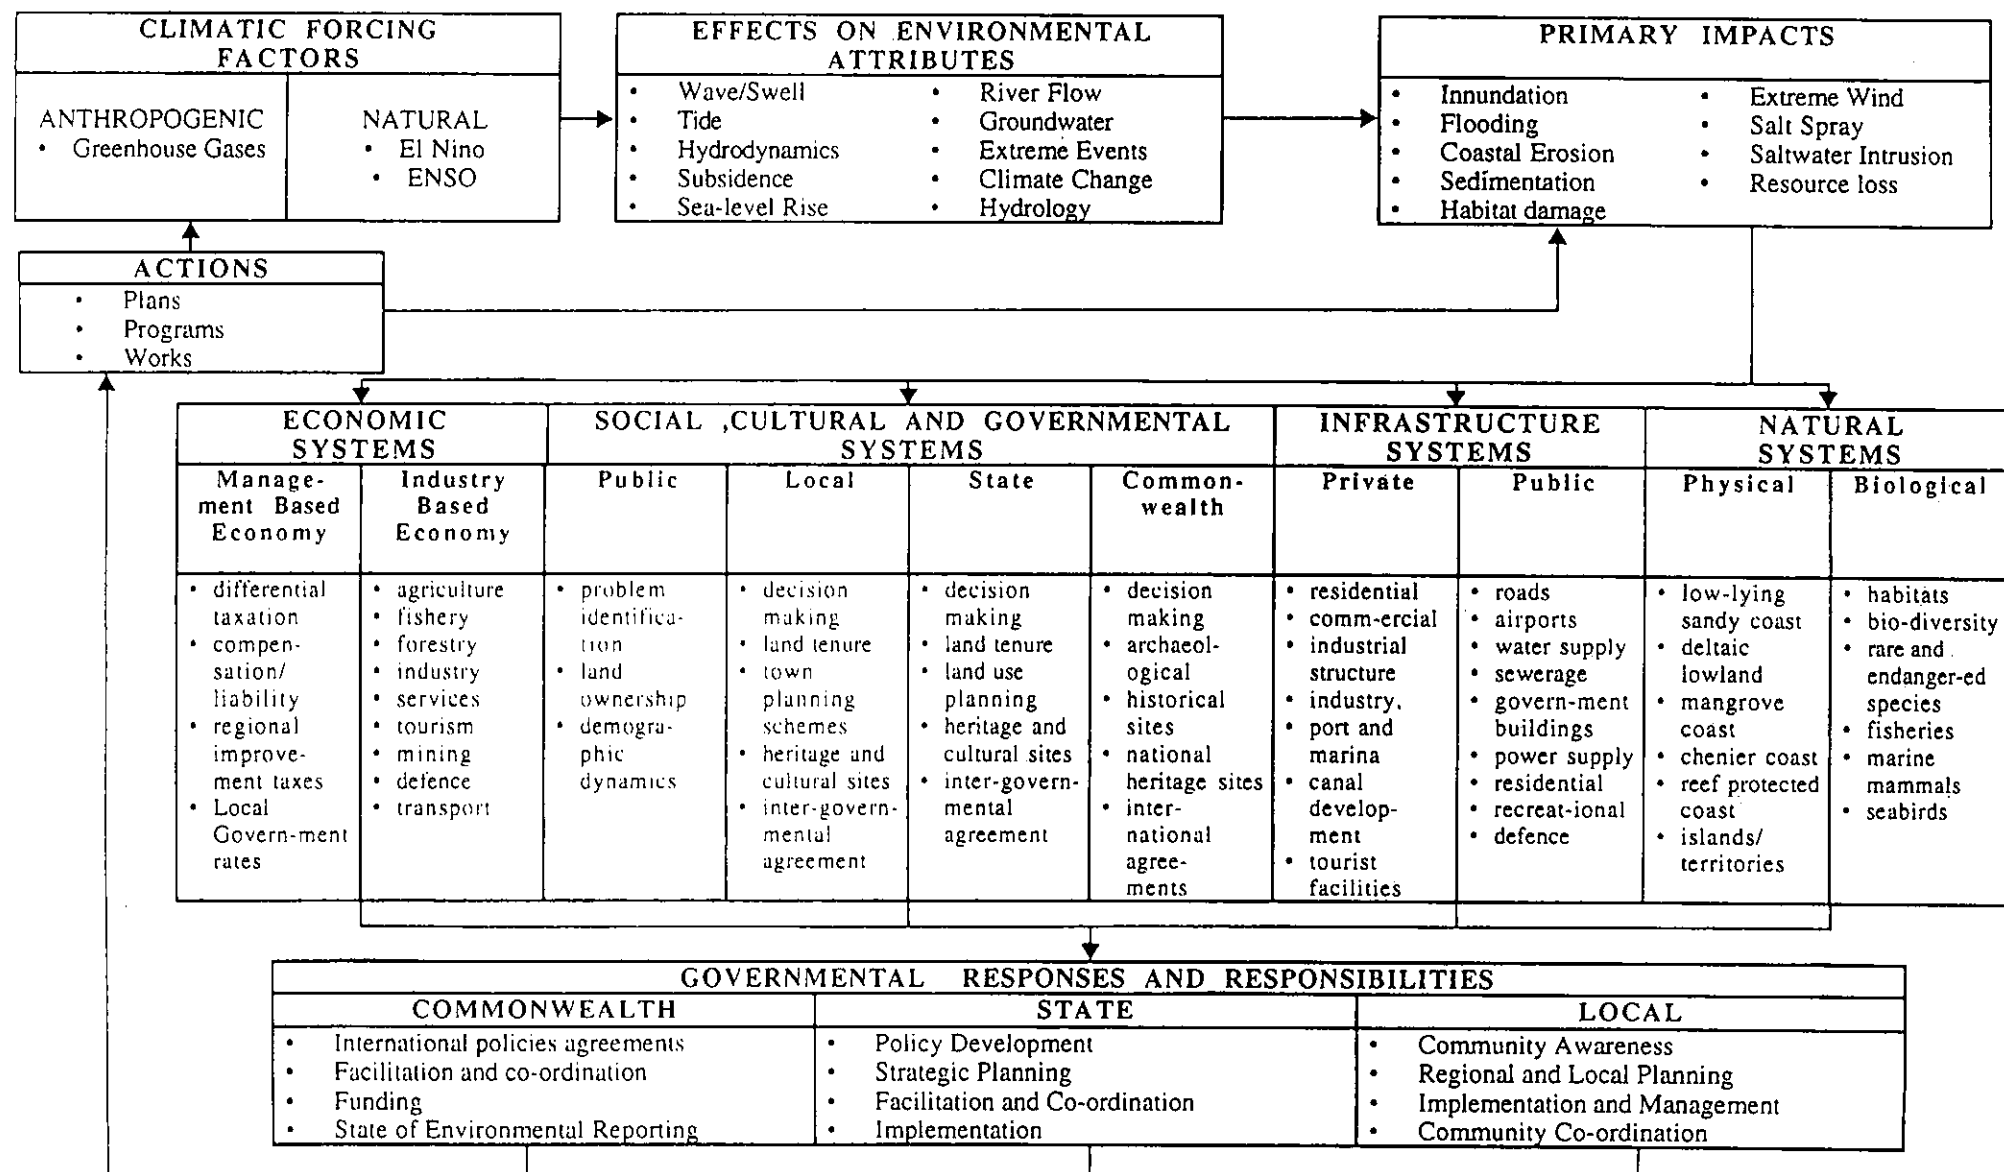 CLIMATIC FORCING
FACTORS
ANTHROPOGENIC
• Greenhouse Gases
NATURAL
• El Nino
• ENSO
EFFECTS ON ENVIRONMENTAL
ATTRIBUTES
• Wave/Swell
• Tide
• Hydrodynamics
• Subsidence
• Sea-level Rise
• River Flow
• Groundwater
• Extreme Events
• Climate Change
• Hydrology
PRIMARY IMPACTS
• Innundation
• Flooding
• Coastal Erosion
• Sedimentation
• Habitat damage
• Extreme Wind
• Salt Spray
• Saltwater Intrusion
• Resource loss
ACTIONS
• Plans
• Programs
• Works
ECONOMIC
SYSTEMS
Manage-
ment Based
Economy
• differential
taxation
• compen-
sation/
liability
• regional
improve-
ment taxes
• Local
Govern-ment
rates
Industry
Based
Economy
• agriculture
• fishery
• forestry
• industry
• services
• tourism
• mining
• defence
• transport
SOCIAL ,CULTURAL AND GOVERNMENTAL
SYSTEMS
Public
• problem
identifica-
tion
• land
ownership
• demogra-
phic
dynamics
Local
• decision
making
• land tenure
• town
planning
schemes
• heritage and
cultural sites
• inter-govern-
mental
agreement
State
• decision
making
• land tenure
• land use
planning
• heritage and
cultural sites
• inter-govern-
mental
agreement
Common-
wealth
• decision
making
• archaeol-
ogical
• historical
sites
• national
heritage sites
• inter-
national
agree-
ments
INFRASTRUCTURE
SYSTEMS
Private
• residential
• comm-ercial
• industrial
structure
• industry,
• port and
marina
• canal
develop-
ment
• tourist
facilities
Public
• roads
• airports
• water supply
• sewerage
• govern-ment
buildings
• power supply
• residential
• recreat-ional
• defence
NATURAL
SYSTEMS
Physical
• low-lying
sandy coast
• deltaic
lowland
• mangrove
coast
• chenier coast
• reef protected
coast
• islands/
territories
Biological
• habitats
• bio-diversity
• rare and
endanger-ed
species
• fisheries
• marine
mammals
• seabirds
GOVERNMENTAL RESPONSES AND RESPONSIBILITIES
COMMONWEALTH
• International policies agreements
• Facilitation and co-ordination
• Funding
• State of Environmental Reporting
STATE
• Policy Development
• Strategic Planning
• Facilitation and Co-ordination
• Implementation
LOCAL
• Community Awareness
• Regional and Local Planning
• Implementation and Management
• Community Co-ordination